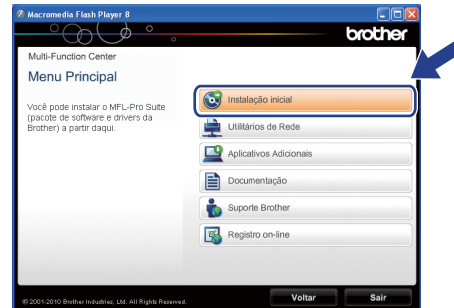 Macromedia Flash Player 8
brother
Multi-Function Center
Menu Principal
Você pode instalar o MFL-Pro Suite
(pacote de software e drivers da
Brother) a partir daqui.
Instalação inicial
Utilitários de Rede
Aplicativos Adicionais
Documentação
Suporte Brother
Registro on-line
© 2001-2010 Brother Industries, Ltd. All Rights Reserved.
Voltar
Sair